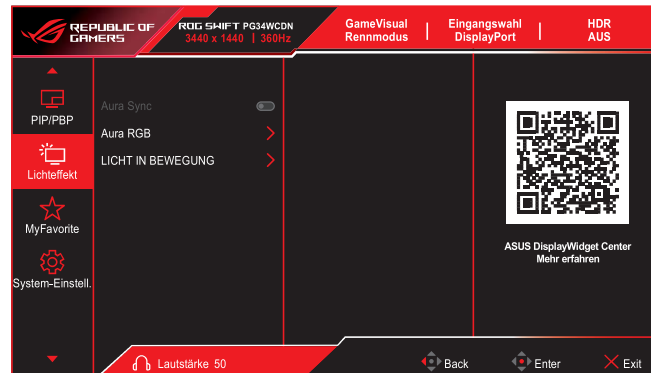 REPUBLIC OF
GAMERS
ROG SWIFT PG34WCDN
3440 x 1440 | 360Hz
GameVisual
Rennmodus
Eingangswahl
DisplayPort
HDR
AUS
PIP/PBP
Lichteffekt
MyFavorite
System-Einstell.
Aura Sync
Aura RGB
LICHT IN BEWEGUNG
ASUS DisplayWidget Center
Mehr erfahren
Lautstärke 50
Back
Enter
Exit